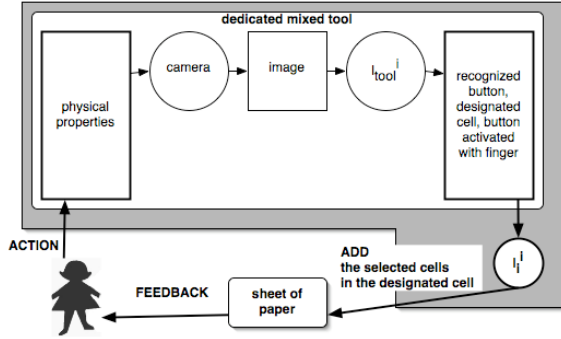 dedicated mixed tool
physical
properties
camera
image
I tool i
recognized
button,
designated
cell, button
activated
with finger
ACTION
ADD
the selected cells
in the designated cell
I i i
FEEDBACK
sheet of
paper